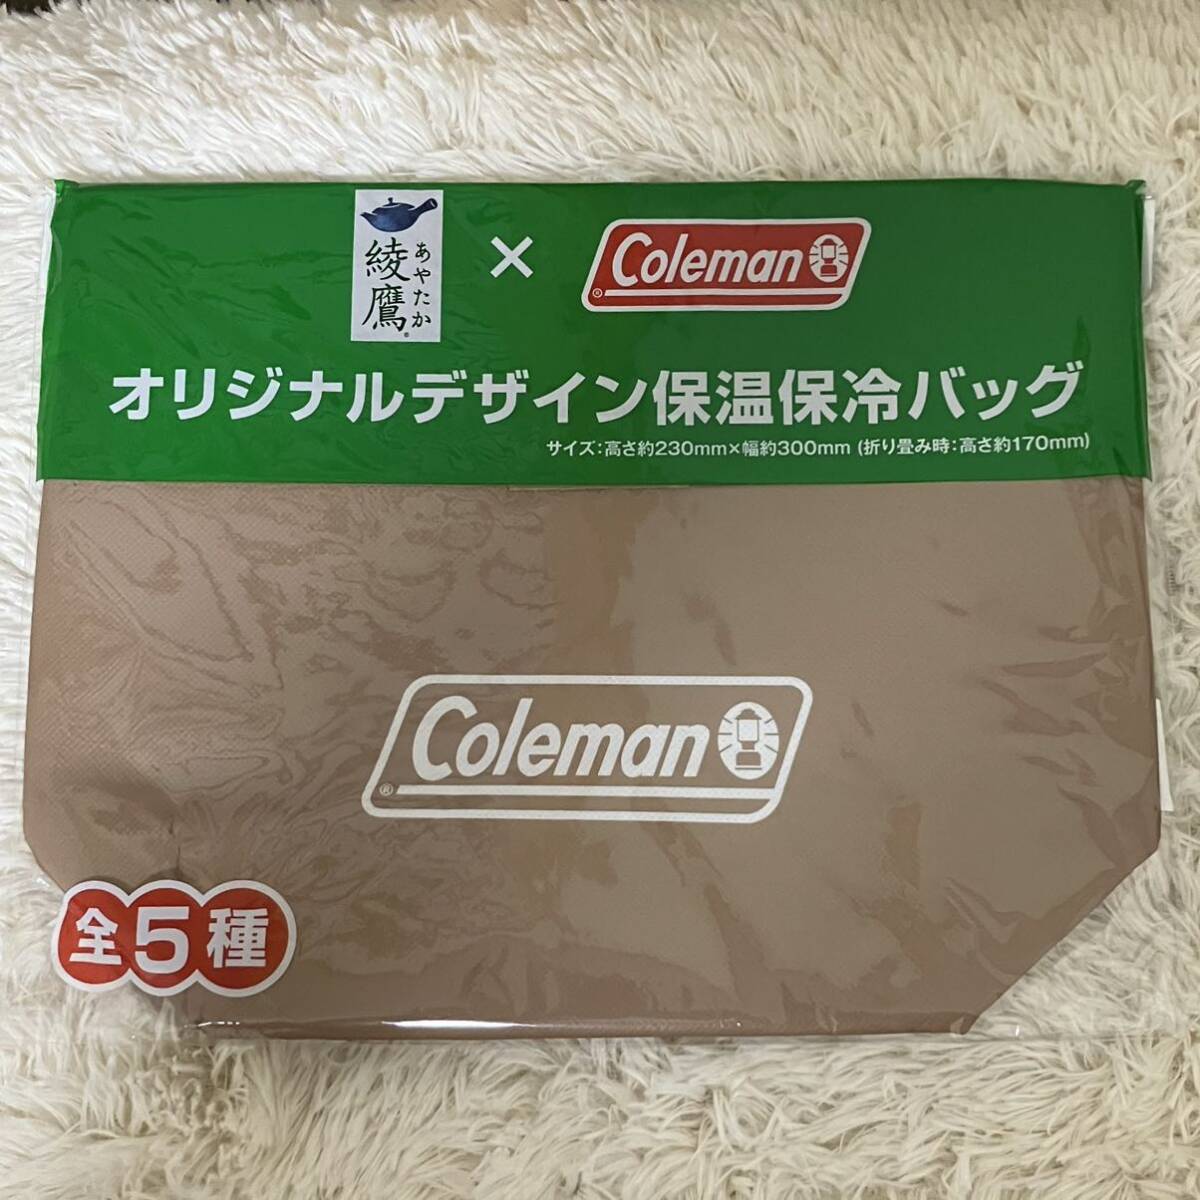 綾鷹®
あやたか
×
Coleman
®
オリジナルデザイン保温保冷バッグ
サイズ:高さ約230mm×幅約300mm (折り畳み時:高さ約170mm)
Coleman
®
全5種